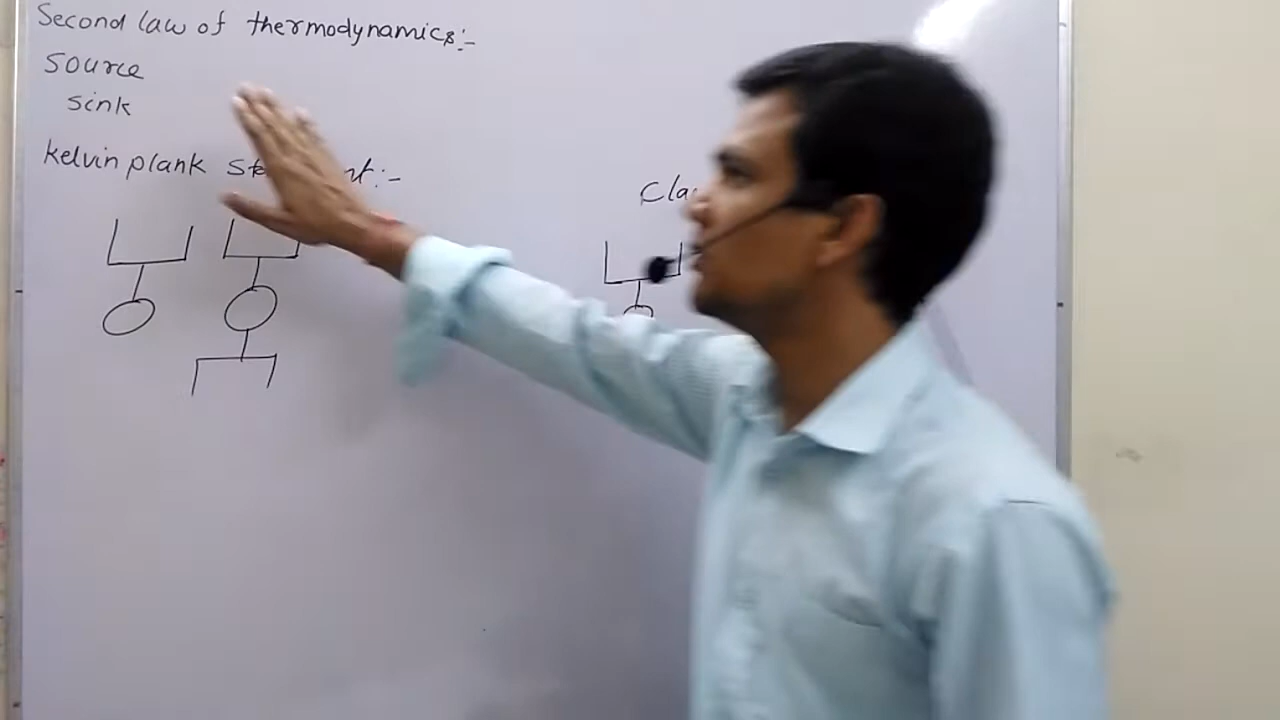 Second law of thermodynamics:-
Source
Sink
kelvin plank